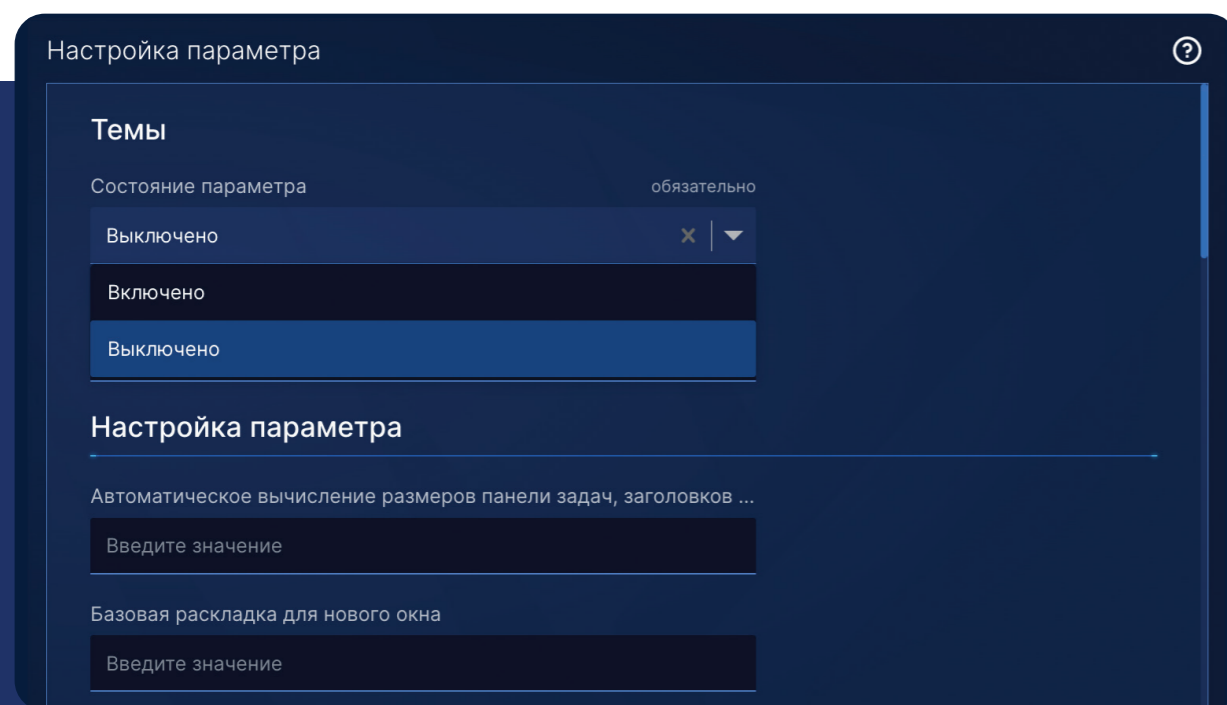 Настройка параметра
Темы
Состояние параметра обязательно
Выключено
Включено
Выключено
Настройка параметра
Автоматическое вычисление размеров панели задач, заголовков ...
Введите значение
Базовая раскладка для нового окна
Введите значение